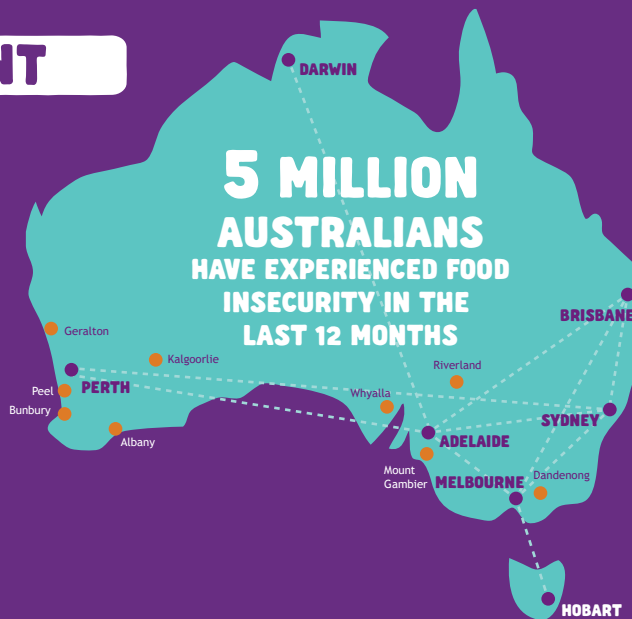 DARWIN
5 MILLION
AUSTRALIANS
HAVE EXPERIENCED FOOD
INSECURITY IN THE
LAST 12 MONTHS
BRISBANE
Geralton
Kalgoorlie
Riverland
PERTH
Peel
Whyalla
Bunbury
SYDNEY
Albany
ADELAIDE
Mount
Gambier
MELBOURNE
Dandenong
HOBART